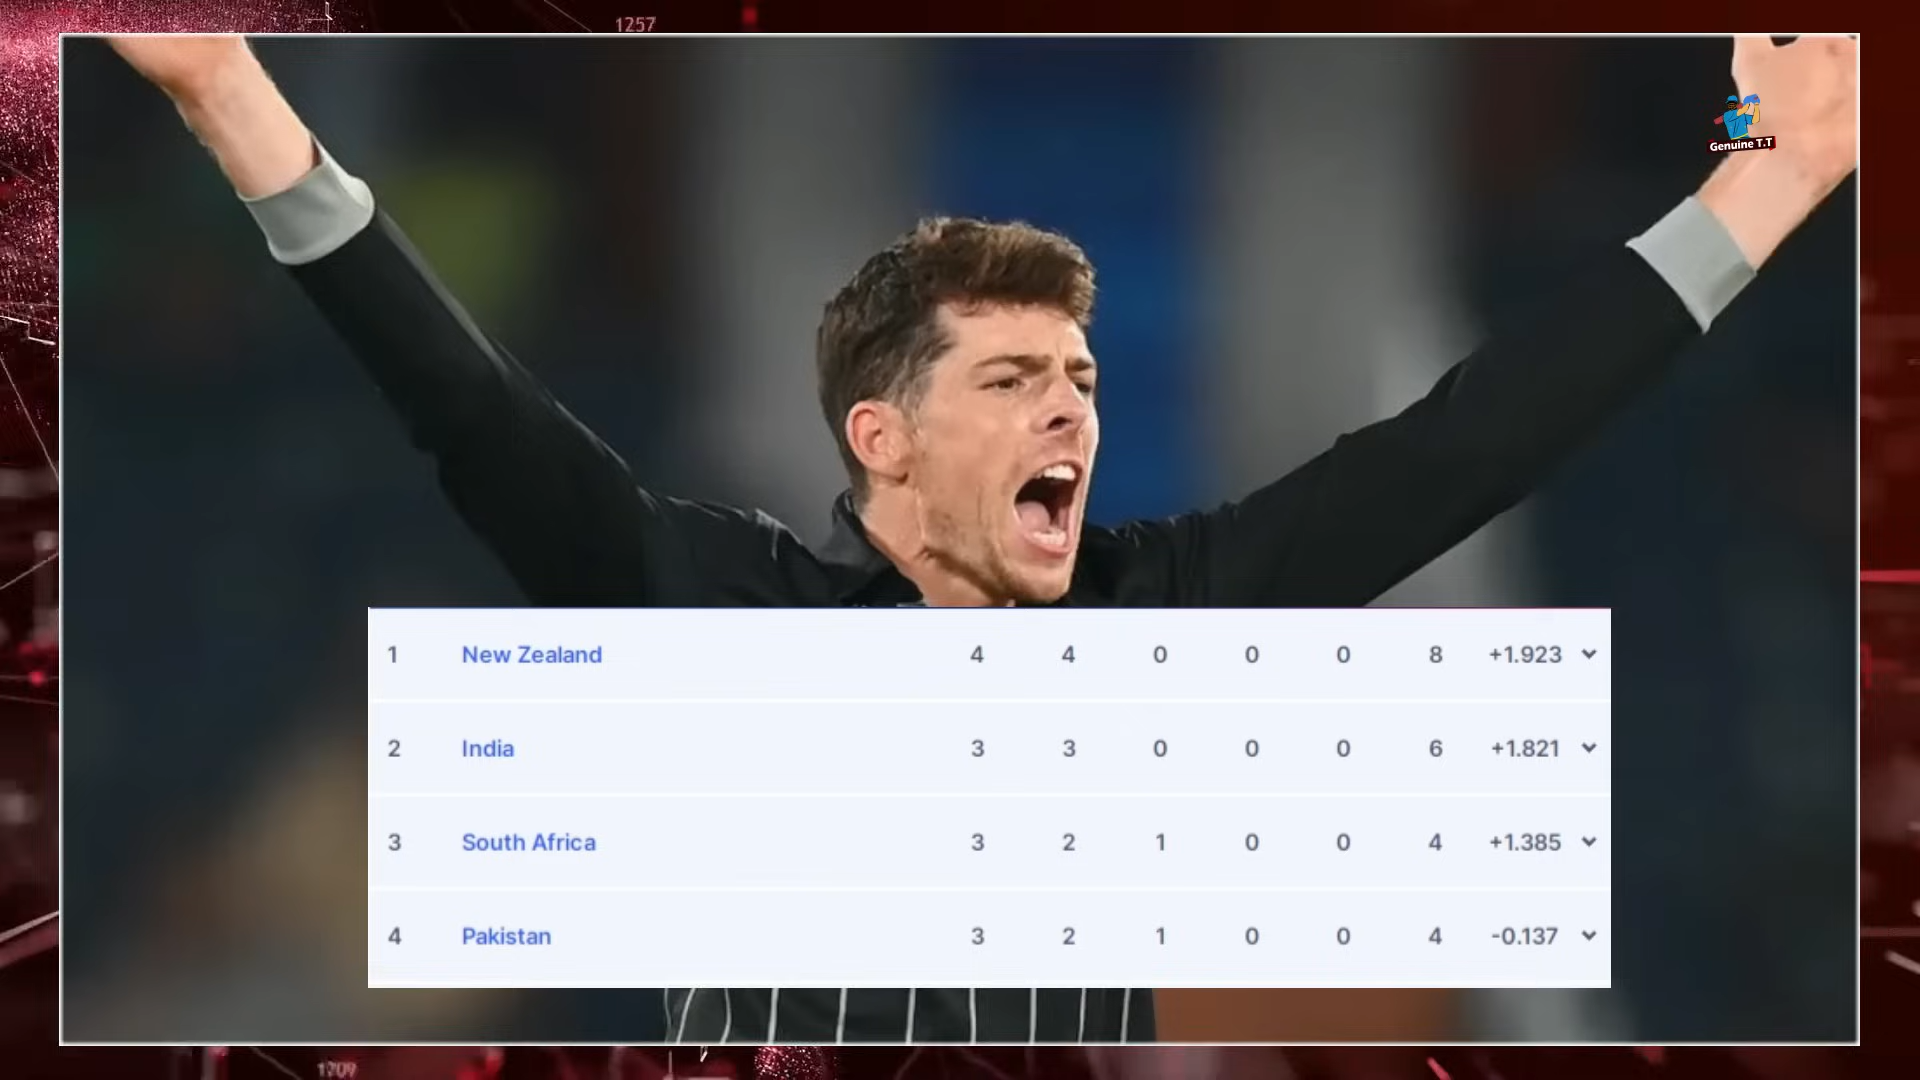 1257
Genuine T.T
1 New Zealand 4 4 0 0 0 8 +1.923
2 India 3 3 0 0 0 6 +1.821
3 South Africa 3 2 1 0 0 4 +1.385
4 Pakistan 3 2 1 0 0 4 -0.137
1709